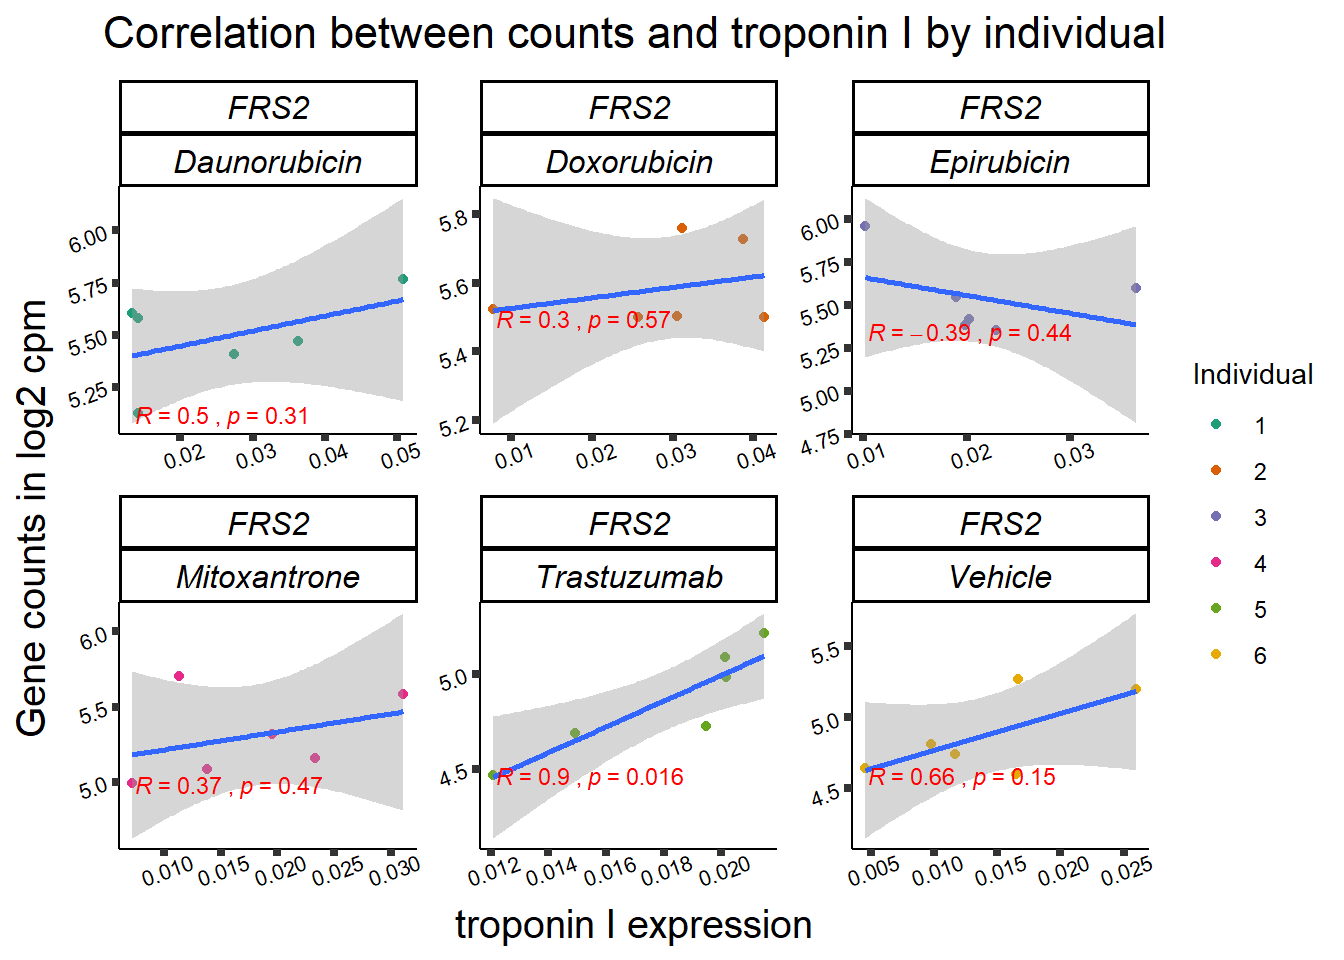 Correlation between counts and troponin I by individual
FRS2
Daunorubicin
6.00
5.75
5.50
5.25
R = 0.5 , p = 0.31
0.02 0.03 0.04 0.05
FRS2
Doxorubicin
5.8
5.6
5.4
5.2
R = 0.3 , p = 0.57
0.01 0.02 0.03 0.04
FRS2
Epirubicin
6.00
5.75
5.50
5.25
5.00
4.75
R = −0.39 , p = 0.44
0.01 0.02 0.03
FRS2
Mitoxantrone
6.0
5.5
5.0
R = 0.37 , p = 0.47
0.010 0.015 0.020 0.025 0.030
FRS2
Trastuzumab
5.0
4.5
R = 0.9 , p = 0.016
0.012 0.014 0.016 0.018 0.020
FRS2
Vehicle
5.5
5.0
4.5
R = 0.66 , p = 0.15
0.005 0.010 0.015 0.020 0.025
Gene counts in log2 cpm
troponin I expression
Individual
1
2
3
4
5
6